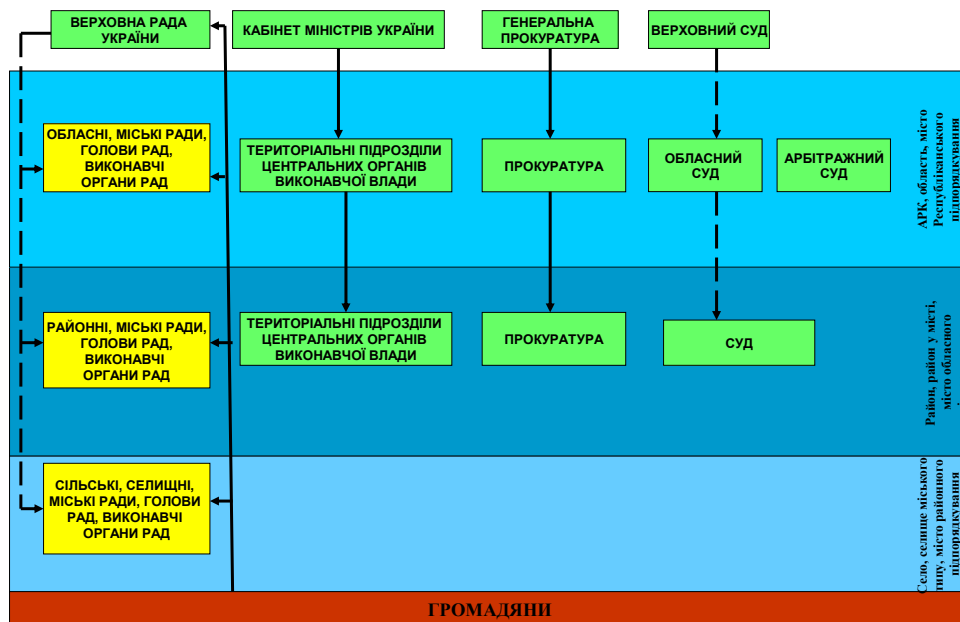 ВЕРХОВНА РАДА
УКРАЇНИ
КАБІНЕТ МІНІСТРІВ УКРАЇНИ
ГЕНЕРАЛЬНА
ПРОКУРАТУРА
ВЕРХОВНИЙ СУД
ОБЛАСНІ, МІСЬКІ РАДИ,
ГОЛОВИ РАД,
ВИКОНАВЧІ
ОРГАНИ РАД
ТЕРИТОРІАЛЬНІ ПІДРОЗДІЛИ
ЦЕНТРАЛЬНИХ ОРГАНІВ
ВИКОНАВЧОЇ ВЛАДИ
ПРОКУРАТУРА
ОБЛАСНИЙ
СУД
АРБІТРАЖНИЙ
СУД
АРК, область, місто
Республіканського
підпорядкування
РАЙОННІ, МІСЬКІ РАДИ,
ГОЛОВИ РАД,
ВИКОНАВЧІ
ОРГАНИ РАД
ТЕРИТОРІАЛЬНІ ПІДРОЗДІЛИ
ЦЕНТРАЛЬНИХ ОРГАНІВ
ВИКОНАВЧОЇ ВЛАДИ
ПРОКУРАТУРА
СУД
Район, район у місті,
місто обласного
СІЛЬСЬКІ, СЕЛИЩНІ,
МІСЬКІ РАДИ, ГОЛОВИ
РАД, ВИКОНАВЧІ
ОРГАНИ РАД
Село, селище міського
типу, місто районного
підпорядкування
ГРОМАДЯНИ